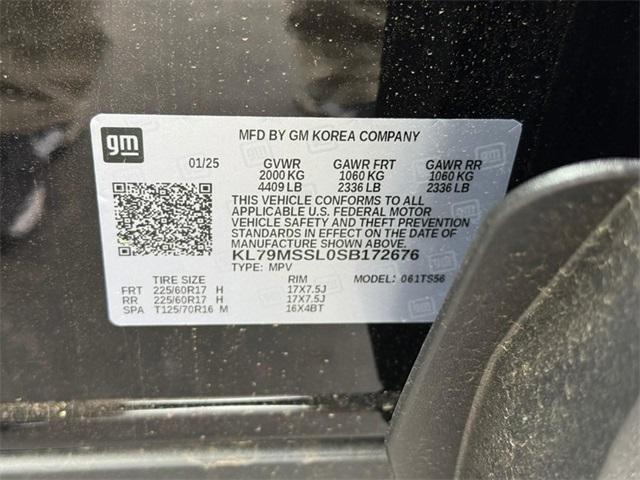 gm
MFD BY GM KOREA COMPANY
01/25 GVWR GAWR FRT GAWR RR
2000 KG 1060 KG 1060 KG
4409 LB 2336 LB 2336 LB
THIS VEHICLE CONFORMS TO ALL
APPLICABLE U.S. FEDERAL MOTOR
VEHICLE SAFETY AND THEFT PREVENTION
STANDARDS IN EFFECT ON THE DATE OF
MANUFACTURE SHOWN ABOVE.
KL79MSSL0SB172676
TYPE: MPV MODEL: 061TS56
TIRE SIZE RIM
FRT 225/60R17 H 17X7.5J
RR 225/60R17 H 17X7.5J
SPA T125/70R16 M 16X4BT